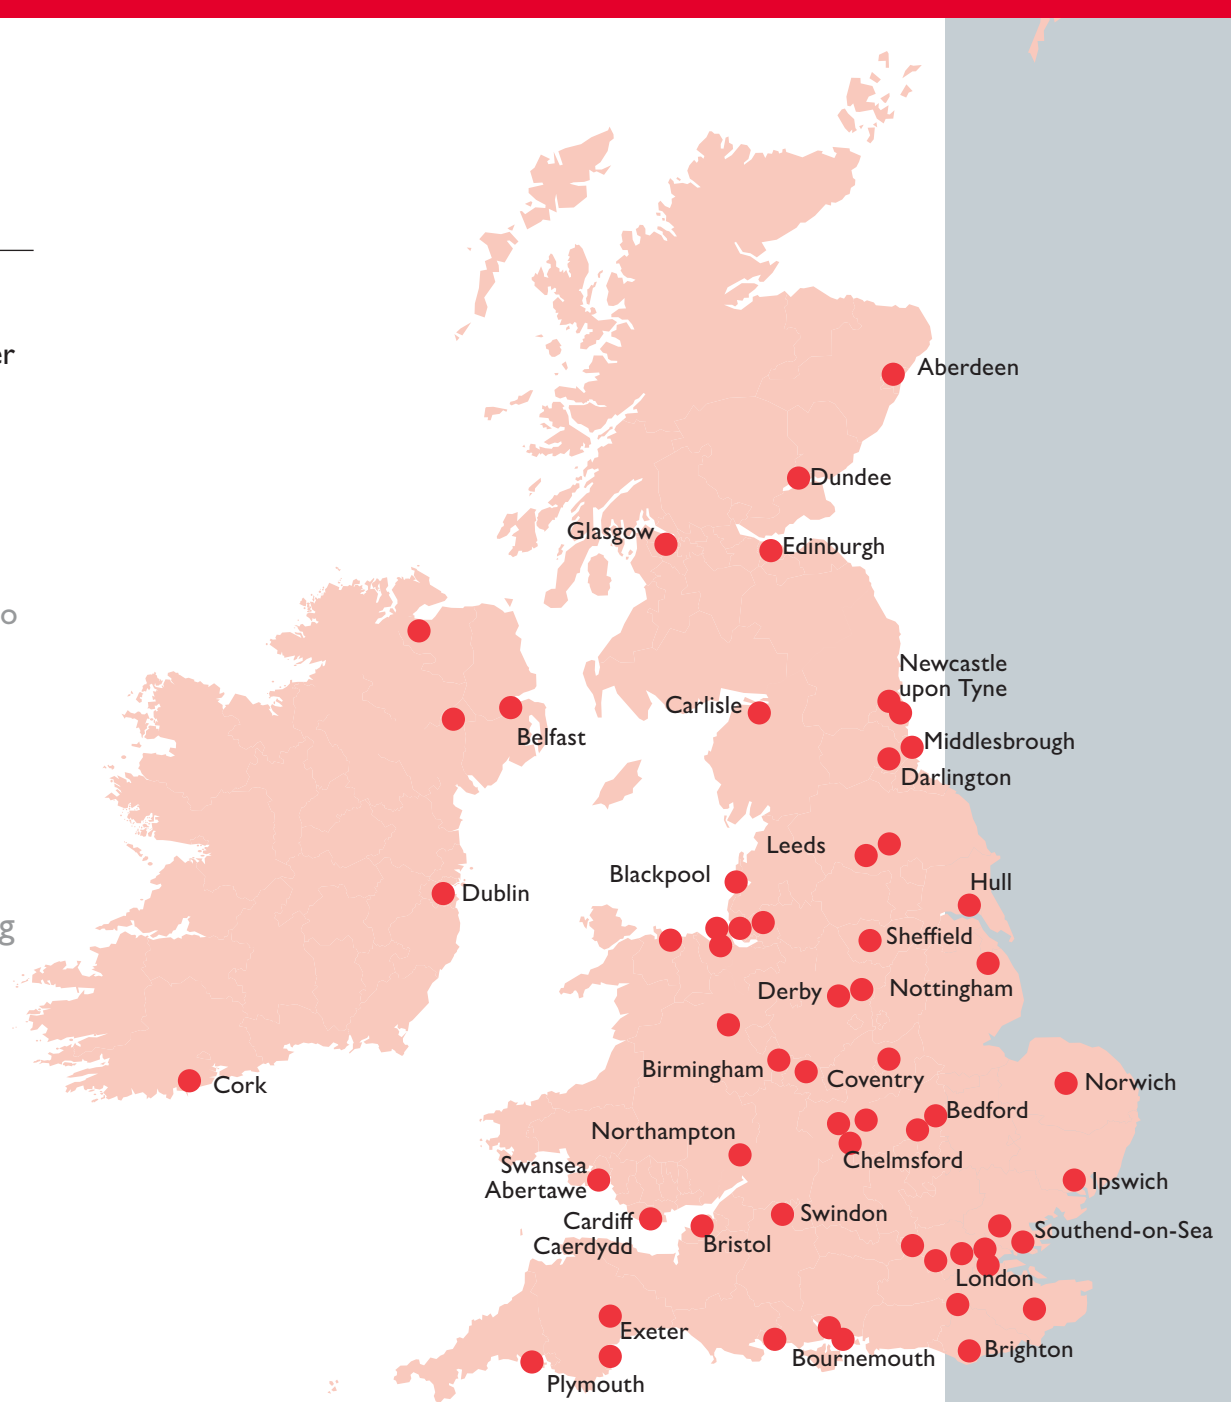 er
Aberdeen
Dundee
Glasgow
Edinburgh
o
Newcastle
upon Tyne
Carlisle
Belfast
Middlesbrough
Darlington
Leeds
Blackpool
Hull
Dublin
g
Sheffield
Derby
Nottingham
Birmingham
Coventry
Norwich
Cork
Bedford
Northampton
Chelmsford
Swansea
Abertawe
Ipswich
Cardiff
Caerdydd
Swindon
Bristol
Southend-on-Sea
London
Exeter
Bournemouth
Brighton
Plymouth